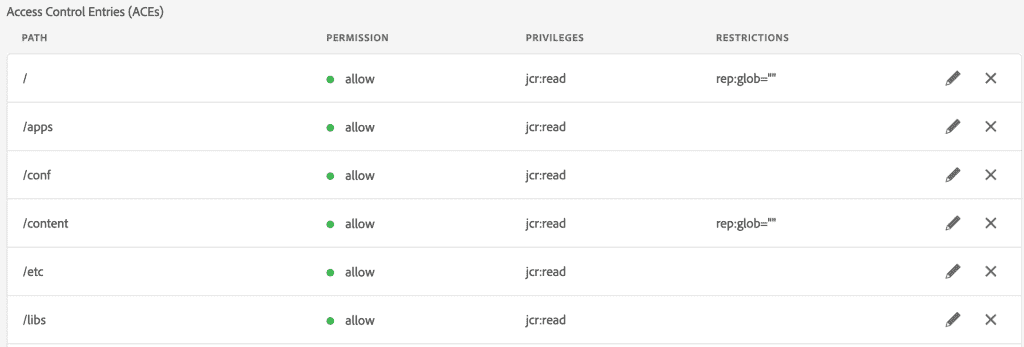 Access Control Entries (ACEs)
PATH PERMISSION PRIVILEGES RESTRICTIONS
/ allow jcr:read rep:glob=""
/apps allow jcr:read
/conf allow jcr:read
/content allow jcr:read rep:glob=""
/etc allow jcr:read
/libs allow jcr:read